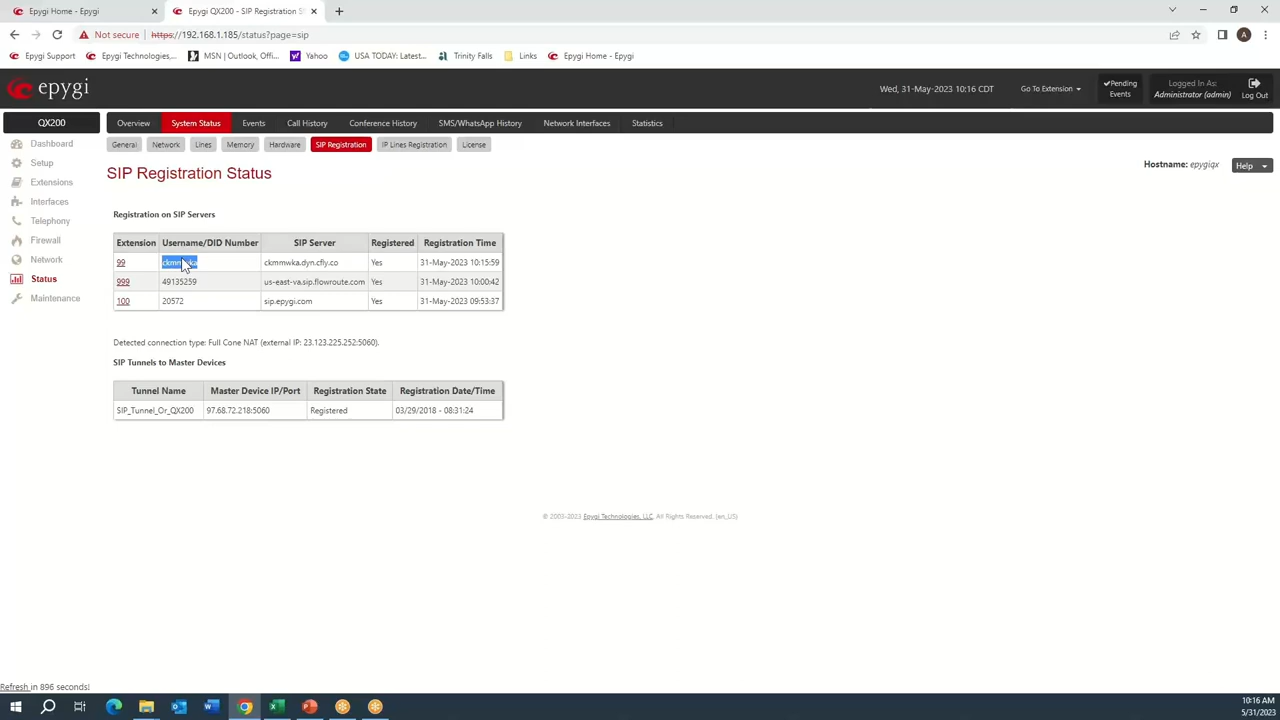 Epygi Home - Epygi
Epygi QX200 - SIP Registration S
Not secure
https://192.168.1.185/status?page=sip
A
Epygi Support
Epygi Technologies,...
MSN | Outlook, Offi...
Yahoo
USA TODAY: Latest...
Trinity Falls
Links
Epygi Home - Epygi
epygi
Wed, 31-May-2023 10:16 CDT
Go To Extension
Pending Events
Logged In As:
Administrator (admin)
Log Out
QX200
Overview
System Status
Events
Call History
Conference History
SMS/WhatsApp History
Network Interfaces
Statistics
Dashboard
Setup
Extensions
Interfaces
Telephony
Firewall
Network
Status
Maintenance
General
Network
Lines
Memory
Hardware
SIP Registration
IP Lines Registration
License
Hostname: epygiqx
Help
SIP Registration Status
Registration on SIP Servers
Extension Username/DID Number SIP Server Registered Registration Time
99 ckmmwka ckmmwka.dyn.cfly.co Yes 31-May-2023 10:15:59
999 49135259 us-east-va.sip.flowroute.com Yes 31-May-2023 10:00:42
100 20572 sip.epygi.com Yes 31-May-2023 09:53:37
Detected connection type: Full Cone NAT (external IP: 23.123.225.252:5060).
SIP Tunnels to Master Devices
Tunnel Name Master Device IP/Port Registration State Registration Date/Time
SIP_Tunnel_Or_QX200 97.68.72.218:5060 Registered 03/29/2018 - 08:31:24
© 2003-2023 Epygi Technologies, LLC. All Rights Reserved. (en_US)
Refresh in 896 seconds!
10:16 AM
5/31/2023